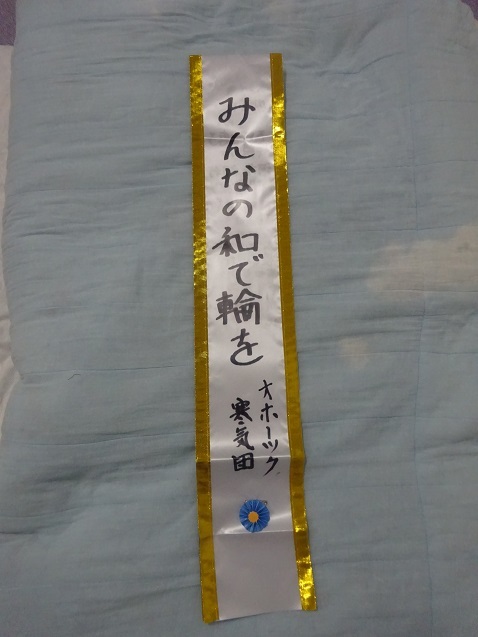 みんなの和で輪を
オホーツク
寒気団